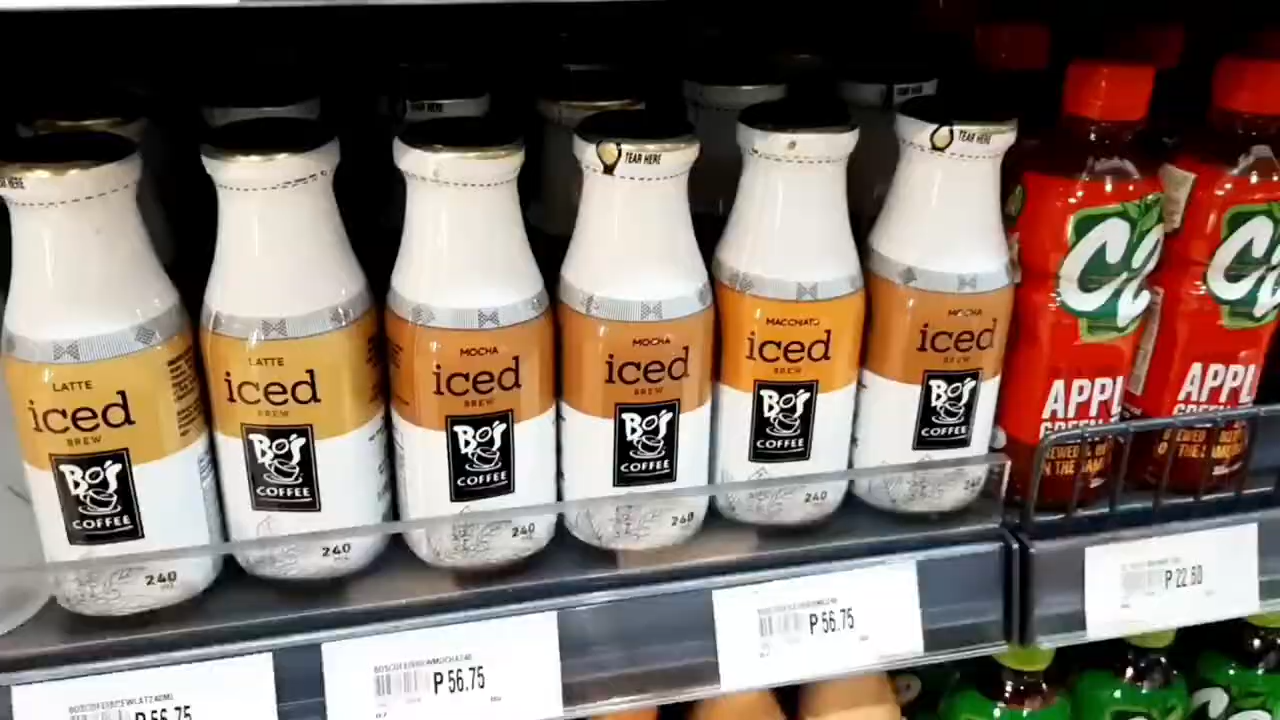 TEAR HERE
TEAR HERE
LATTE
iced
BREW
Bo's
COFFEE
240
LATTE
iced
BREW
Bo's
COFFEE
240
MOCHA
iced
BREW
Bo's
COFFEE
240
MOCHA
iced
BREW
Bo's
COFFEE
240
MACCHIATO
iced
BREW
Bo's
COFFEE
240
MOCHA
iced
BREW
Bo's
COFFEE
240
C2
APPL
C2
APPL
P 56.75
P 56.75
P 56.75
P 22.50